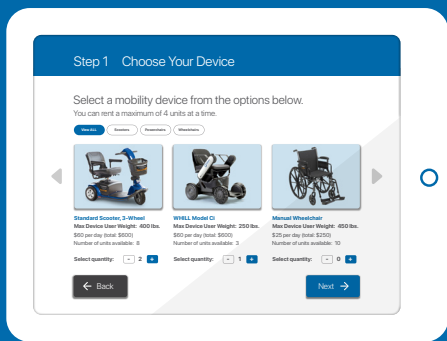 Step 1 Choose Your Device
Select a mobility device from the options below.
You can rent a maximum of 4 units at a time.
View ALL Scooters Powerchairs Wheelchairs
Standard Scooter, 3-Wheel
Max Device User Weight: 400 lbs.
$60 per day (total: $600)
Number of units available: 8
Select quantity: - 2 +
WHILL Model Ci
Max Device User Weight: 250 lbs.
$60 per day (total: $600)
Number of units available: 3
Select quantity: - 1 +
Manual Wheelchair
Max Device User Weight: 450 lbs.
$25 per day (total: $250)
Number of units available: 10
Select quantity: - 0 +
← Back
Next →